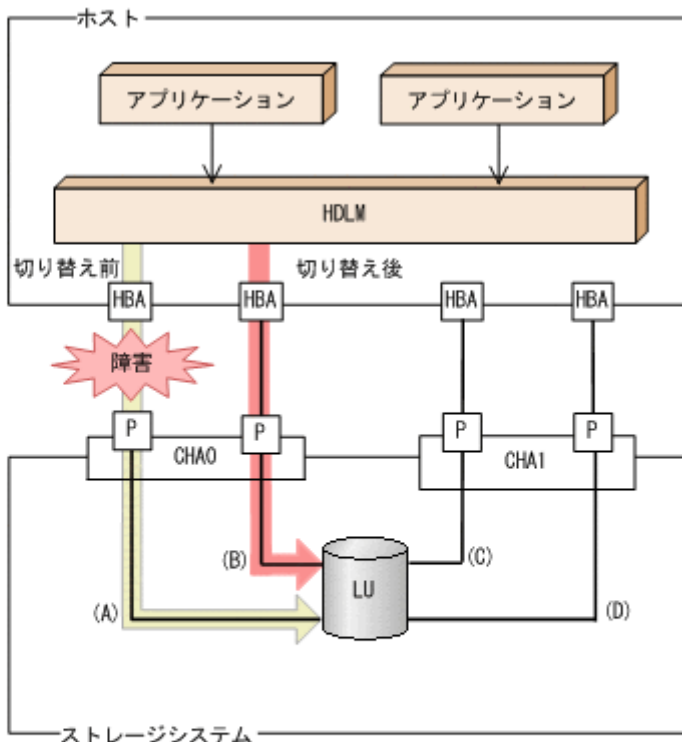 ホスト
アプリケーション
アプリケーション
HDLM
切り替え前
切り替え後
HBA
HBA
HBA
HBA
障害
P
P
P
P
CHA0
CHA1
(B)
(C)
LU
(A)
(D)
ストレージシステム